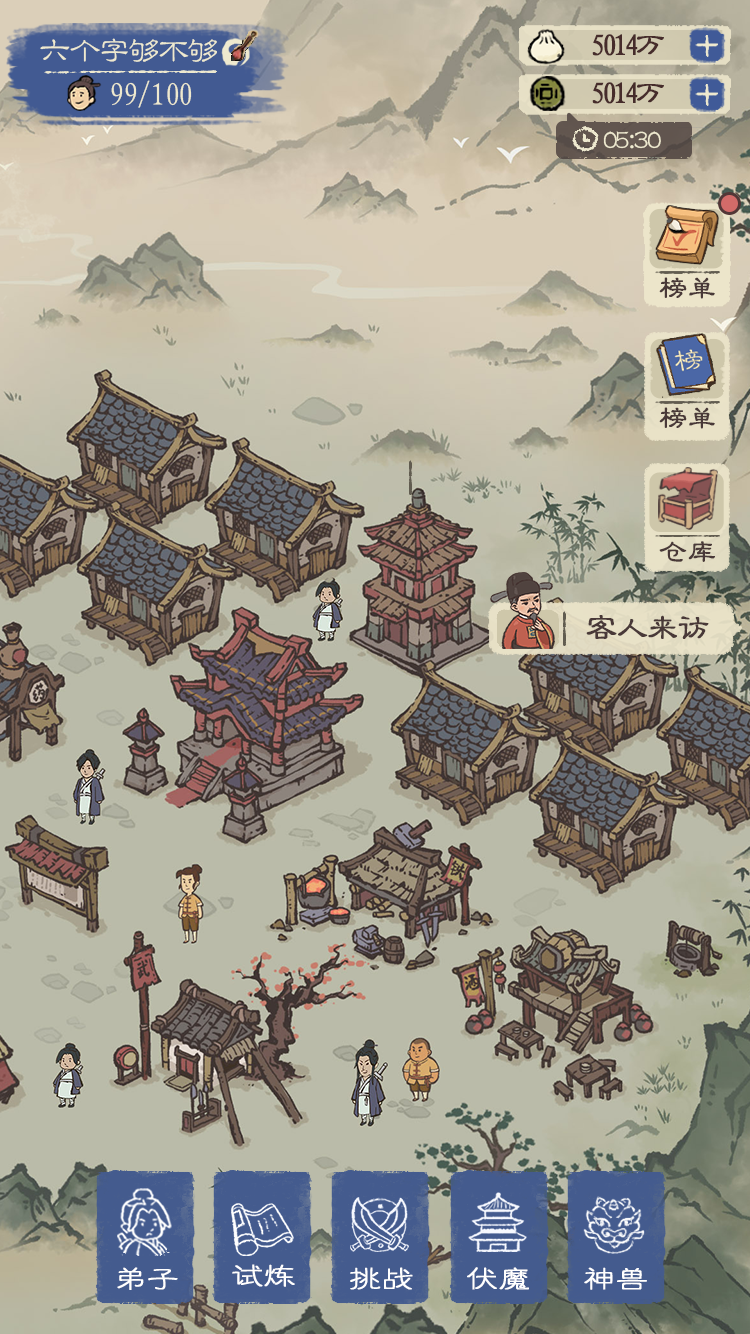 六个字够不够
99/100
5014万
5014万
05:30
榜单
榜
榜单
仓库
客人来访
武
酒
弟子
试炼
挑战
伏魔
神兽